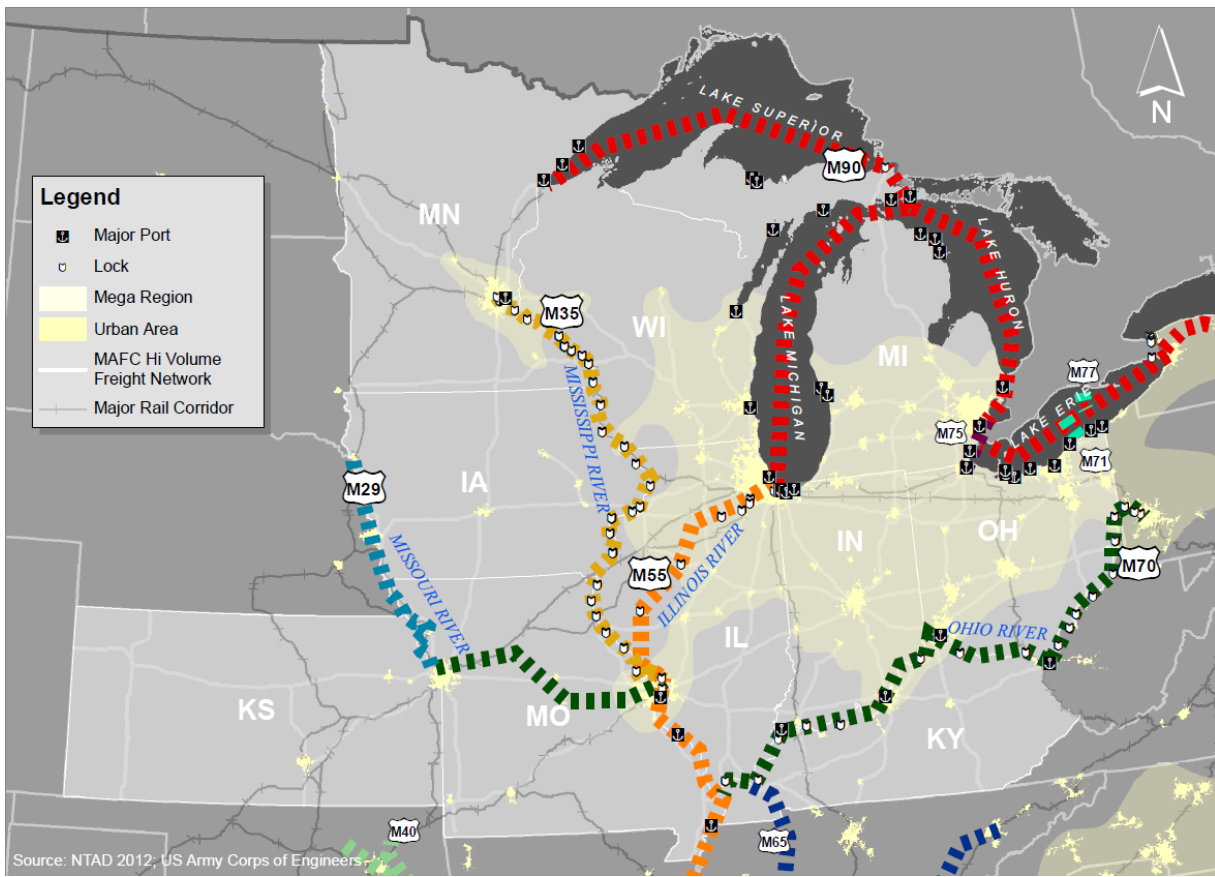 LAKE SUPERIOR
N
M90
Legend
Major Port
Lock
Mega Region
Urban Area
MAFC Hi Volume
Freight Network
Major Rail Corridor
MN
M35
WI
LAKE MICHIGAN
LAKE HURON
MI
M77
LAKE ERIE
M75
M71
MISSISSIPPI RIVER
M29
IA
MISSOURI RIVER
M55
ILLINOIS RIVER
IN
OH
M70
OHIO RIVER
IL
KS
MO
KY
M40
M65
Source: NTAD 2012; US Army Corps of Engineers